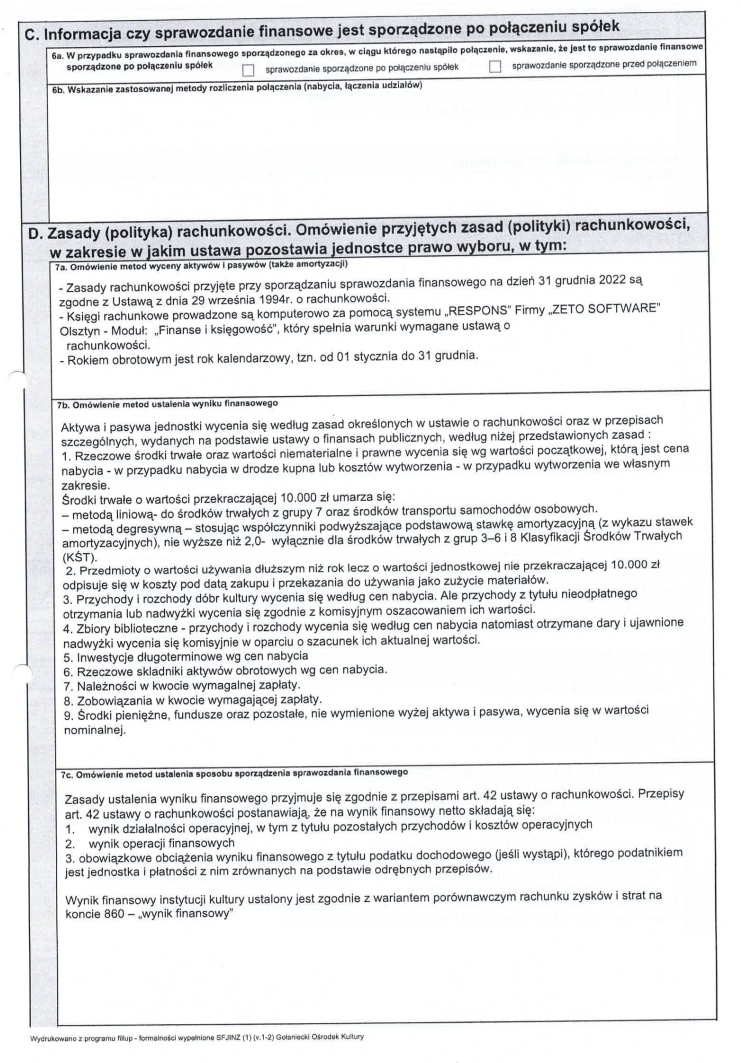 C. Informacja czy sprawozdanie finansowe jest sporządzone po połączeniu spółek
6a. W przypadku sprawozdania finansowego sporządzonego za okres, w ciągu którego nastąpiło połączenie, wskazanie, że jest to sprawozdanie finansowe
sporządzone po połączeniu spółek sprawozdanie sporządzone po połączeniu spółek sprawozdanie sporządzone przed połączeniem
6b. Wskazanie zastosowanej metody rozliczenia połączenia (nabycia, łączenia udziałów)
D. Zasady (polityka) rachunkowości. Omówienie przyjętych zasad (polityki) rachunkowości,
w zakresie w jakim ustawa pozostawia jednostce prawo wyboru, w tym:
7a. Omówienie metod wyceny aktywów i pasywów (także amortyzacji)
- Zasady rachunkowości przyjęte przy sporządzaniu sprawozdania finansowego na dzień 31 grudnia 2022 są
zgodne z Ustawą z dnia 29 września 1994r. o rachunkowości.
- Księgi rachunkowe prowadzone są komputerowo za pomocą systemu „RESPONS” Firmy „ZETO SOFTWARE”
Olsztyn - Moduł: „Finanse i księgowość”, który spełnia warunki wymagane ustawą o
rachunkowości.
- Rokiem obrotowym jest rok kalendarzowy, tzn. od 01 stycznia do 31 grudnia.
7b. Omówienie metod ustalenia wyniku finansowego
Aktywa i pasywa jednostki wycenia się według zasad określonych w ustawie o rachunkowości oraz w przepisach
szczególnych, wydanych na podstawie ustawy o finansach publicznych, według niżej przedstawionych zasad :
1. Rzeczowe środki trwałe oraz wartości niematerialne i prawne wycenia się wg wartości początkowej, którą jest cena
nabycia - w przypadku nabycia w drodze kupna lub kosztów wytworzenia - w przypadku wytworzenia we własnym
zakresie.
Środki trwałe o wartości przekraczającej 10.000 zł umarza się:
– metodą liniową- do środków trwałych z grupy 7 oraz środków transportu samochodów osobowych.
– metodą degresywną – stosując współczynniki podwyższające podstawową stawkę amortyzacyjną (z wykazu stawek
amortyzacyjnych), nie wyższe niż 2,0- wyłącznie dla środków trwałych z grup 3–6 i 8 Klasyfikacji Środków Trwałych
(KŚT).
2. Przedmioty o wartości używania dłuższym niż rok lecz o wartości jednostkowej nie przekraczającej 10.000 zł
odpisuje się w koszty pod datą zakupu i przekazania do używania jako zużycie materiałów.
3. Przychody i rozchody dóbr kultury wycenia się według cen nabycia. Ale przychody z tytułu nieodpłatnego
otrzymania lub nadwyżki wycenia się zgodnie z komisyjnym oszacowaniem ich wartości.
4. Zbiory biblioteczne - przychody i rozchody wycenia się według cen nabycia natomiast otrzymane dary i ujawnione
nadwyżki wycenia się komisyjnie w oparciu o szacunek ich aktualnej wartości.
5. Inwestycje długoterminowe wg cen nabycia
6. Rzeczowe skladniki aktywów obrotowych wg cen nabycia.
7. Należności w kwocie wymagalnej zapłaty.
8. Zobowiązania w kwocie wymagającej zapłaty.
9. Środki pieniężne, fundusze oraz pozostałe, nie wymienione wyżej aktywa i pasywa, wycenia się w wartości
nominalnej.
7c. Omówienie metod ustalenia sposobu sporządzenia sprawozdania finansowego
Zasady ustalenia wyniku finansowego przyjmuje się zgodnie z przepisami art. 42 ustawy o rachunkowości. Przepisy
art. 42 ustawy o rachunkowości postanawiają, że na wynik finansowy netto składają się:
1. wynik działalności operacyjnej, w tym z tytułu pozostałych przychodów i kosztów operacyjnych
2. wynik operacji finansowych
3. obowiązkowe obciążenia wyniku finansowego z tytułu podatku dochodowego (jeśli wystąpi), którego podatnikiem
jest jednostka i płatności z nim zrównanych na podstawie odrębnych przepisów.
Wynik finansowy instytucji kultury ustalony jest zgodnie z wariantem porównawczym rachunku zysków i strat na
koncie 860 – „wynik finansowy”
Wydrukowano z programu fillup - formalności wypełnione SFJINZ (1) (v.1-2) Gołaniecki Ośrodek Kultury